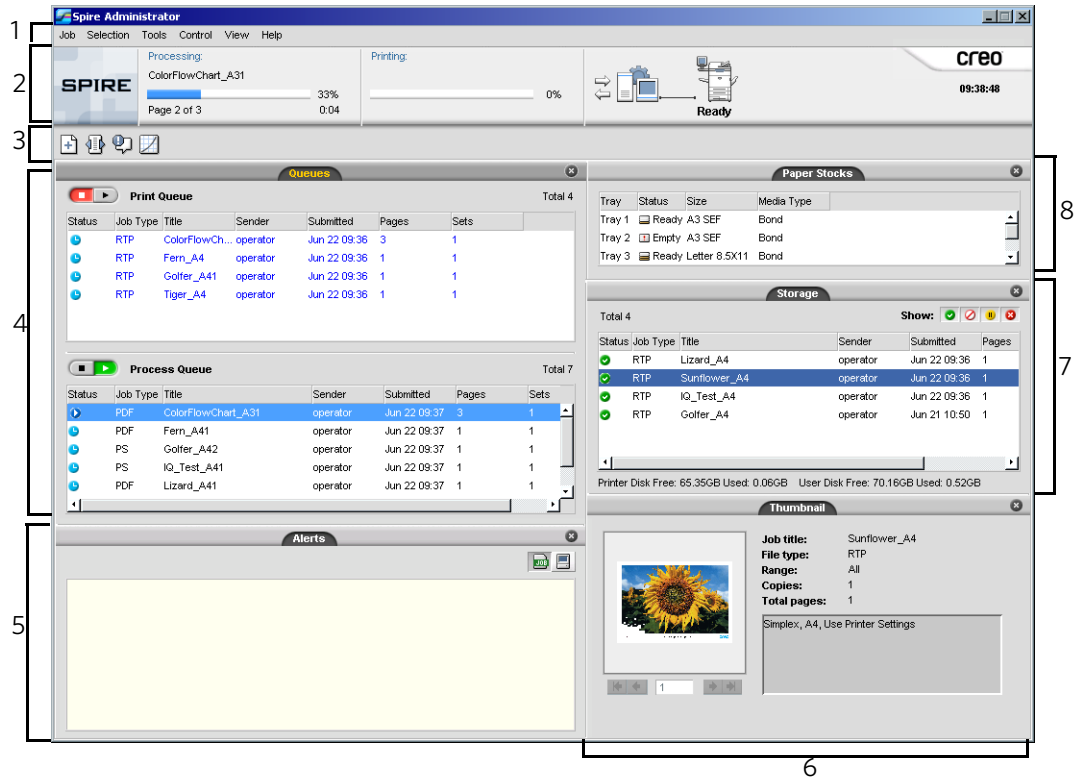 Spire Administrator
1
Job Selection Tools Control View Help
2
SPIRE
Processing:
ColorFlowChart_A31
33%
Page 2 of 3 0:04
Printing:
0%
Ready
creo
09:38:48
3
4
Queues
Print Queue Total 4
Status Job Type Title Sender Submitted Pages Sets
RTP ColorFlowCh... operator Jun 22 09:36 3 1
RTP Fern_A4 operator Jun 22 09:36 1 1
RTP Golfer_A41 operator Jun 22 09:36 1 1
RTP Tiger_A4 operator Jun 22 09:36 1 1
Process Queue Total 7
Status Job Type Title Sender Submitted Pages Sets
PDF ColorFlowChart_A31 operator Jun 22 09:37 3 1
PDF Fern_A41 operator Jun 22 09:37 1 1
PS Golfer_A42 operator Jun 22 09:37 1 1
PS IQ_Test_A41 operator Jun 22 09:37 1 1
PDF Lizard_A41 operator Jun 22 09:37 1 1
5
Alerts
JOB
8
Paper Stocks
Tray Status Size Media Type
Tray 1 Ready A3 SEF Bond
Tray 2 Empty A3 SEF Bond
Tray 3 Ready Letter 8.5X11 Bond
7
Storage
Total 4 Show:
Status Job Type Title Sender Submitted Pages
RTP Lizard_A4 operator Jun 22 09:36 1
RTP Sunflower_A4 operator Jun 22 09:36 1
RTP IQ_Test_A4 operator Jun 22 09:36 1
RTP Golfer_A4 operator Jun 21 10:50 1
Printer Disk Free: 65.35GB Used: 0.06GB User Disk Free: 70.16GB Used: 0.52GB
Thumbnail
creo
1
Job title: Sunflower_A4
File type: RTP
Range: All
Copies: 1
Total pages: 1
Simplex, A4, Use Printer Settings
6